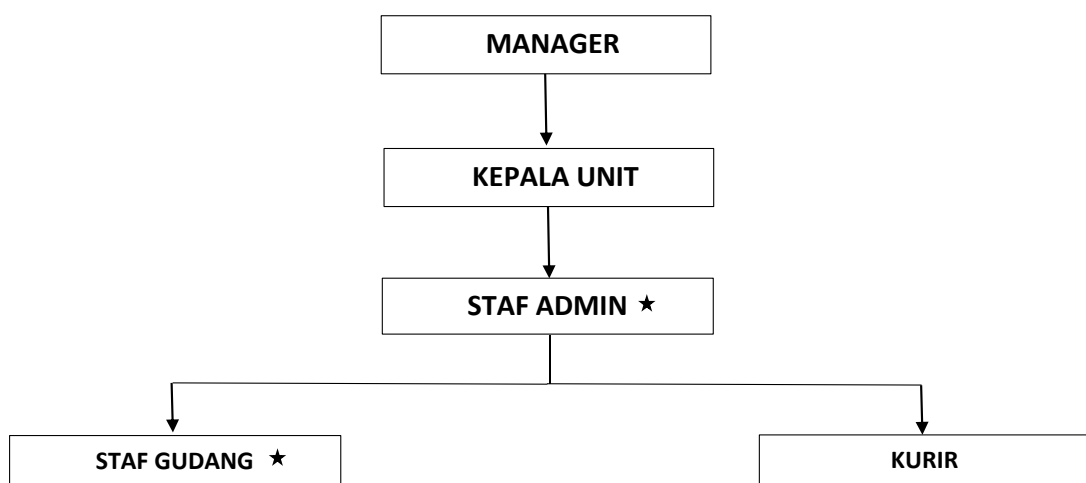 MANAGER
KEPALA UNIT
STAF ADMIN ★
STAF GUDANG ★
KURIR